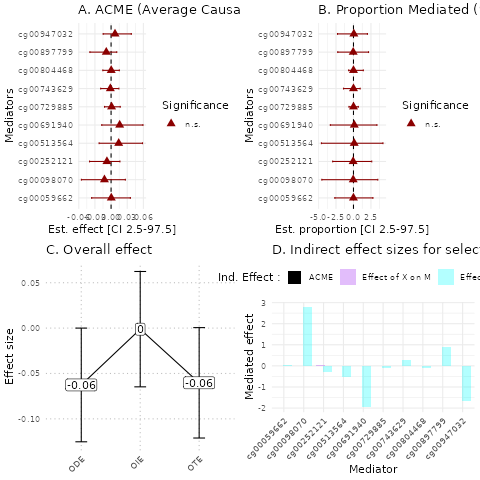 A. ACME (Average Causa
cg00947032
cg00897799
cg00804468
cg00743629
cg00729885
cg00691940
cg00513564
cg00252121
cg00098070
cg00059662
Mediators
0.00
0.06
Est. effect [CI 2.5-97.5]
Significance
n.s.
B. Proportion Mediated (
cg00947032
cg00897799
cg00804468
cg00743629
cg00729885
cg00691940
cg00513564
cg00252121
cg00098070
cg00059662
Mediators
-5.0 -2.5 0.0 2.5
Est. proportion [CI 2.5-97.5]
Significance
n.s.
C. Overall effect
0.05
0.00
-0.05
-0.10
Effect size
-0.06
0
-0.06
ODE
OIE
OTE
D. Indirect effect sizes for selec
Ind. Effect : ACME Effect of X on M Effec
3
2
1
0
-1
-2
Mediated effect
cg00059662
cg00098070
cg00252121
cg00513564
cg00691940
cg00729885
cg00743629
cg00804468
cg00897799
cg00947032
Mediator